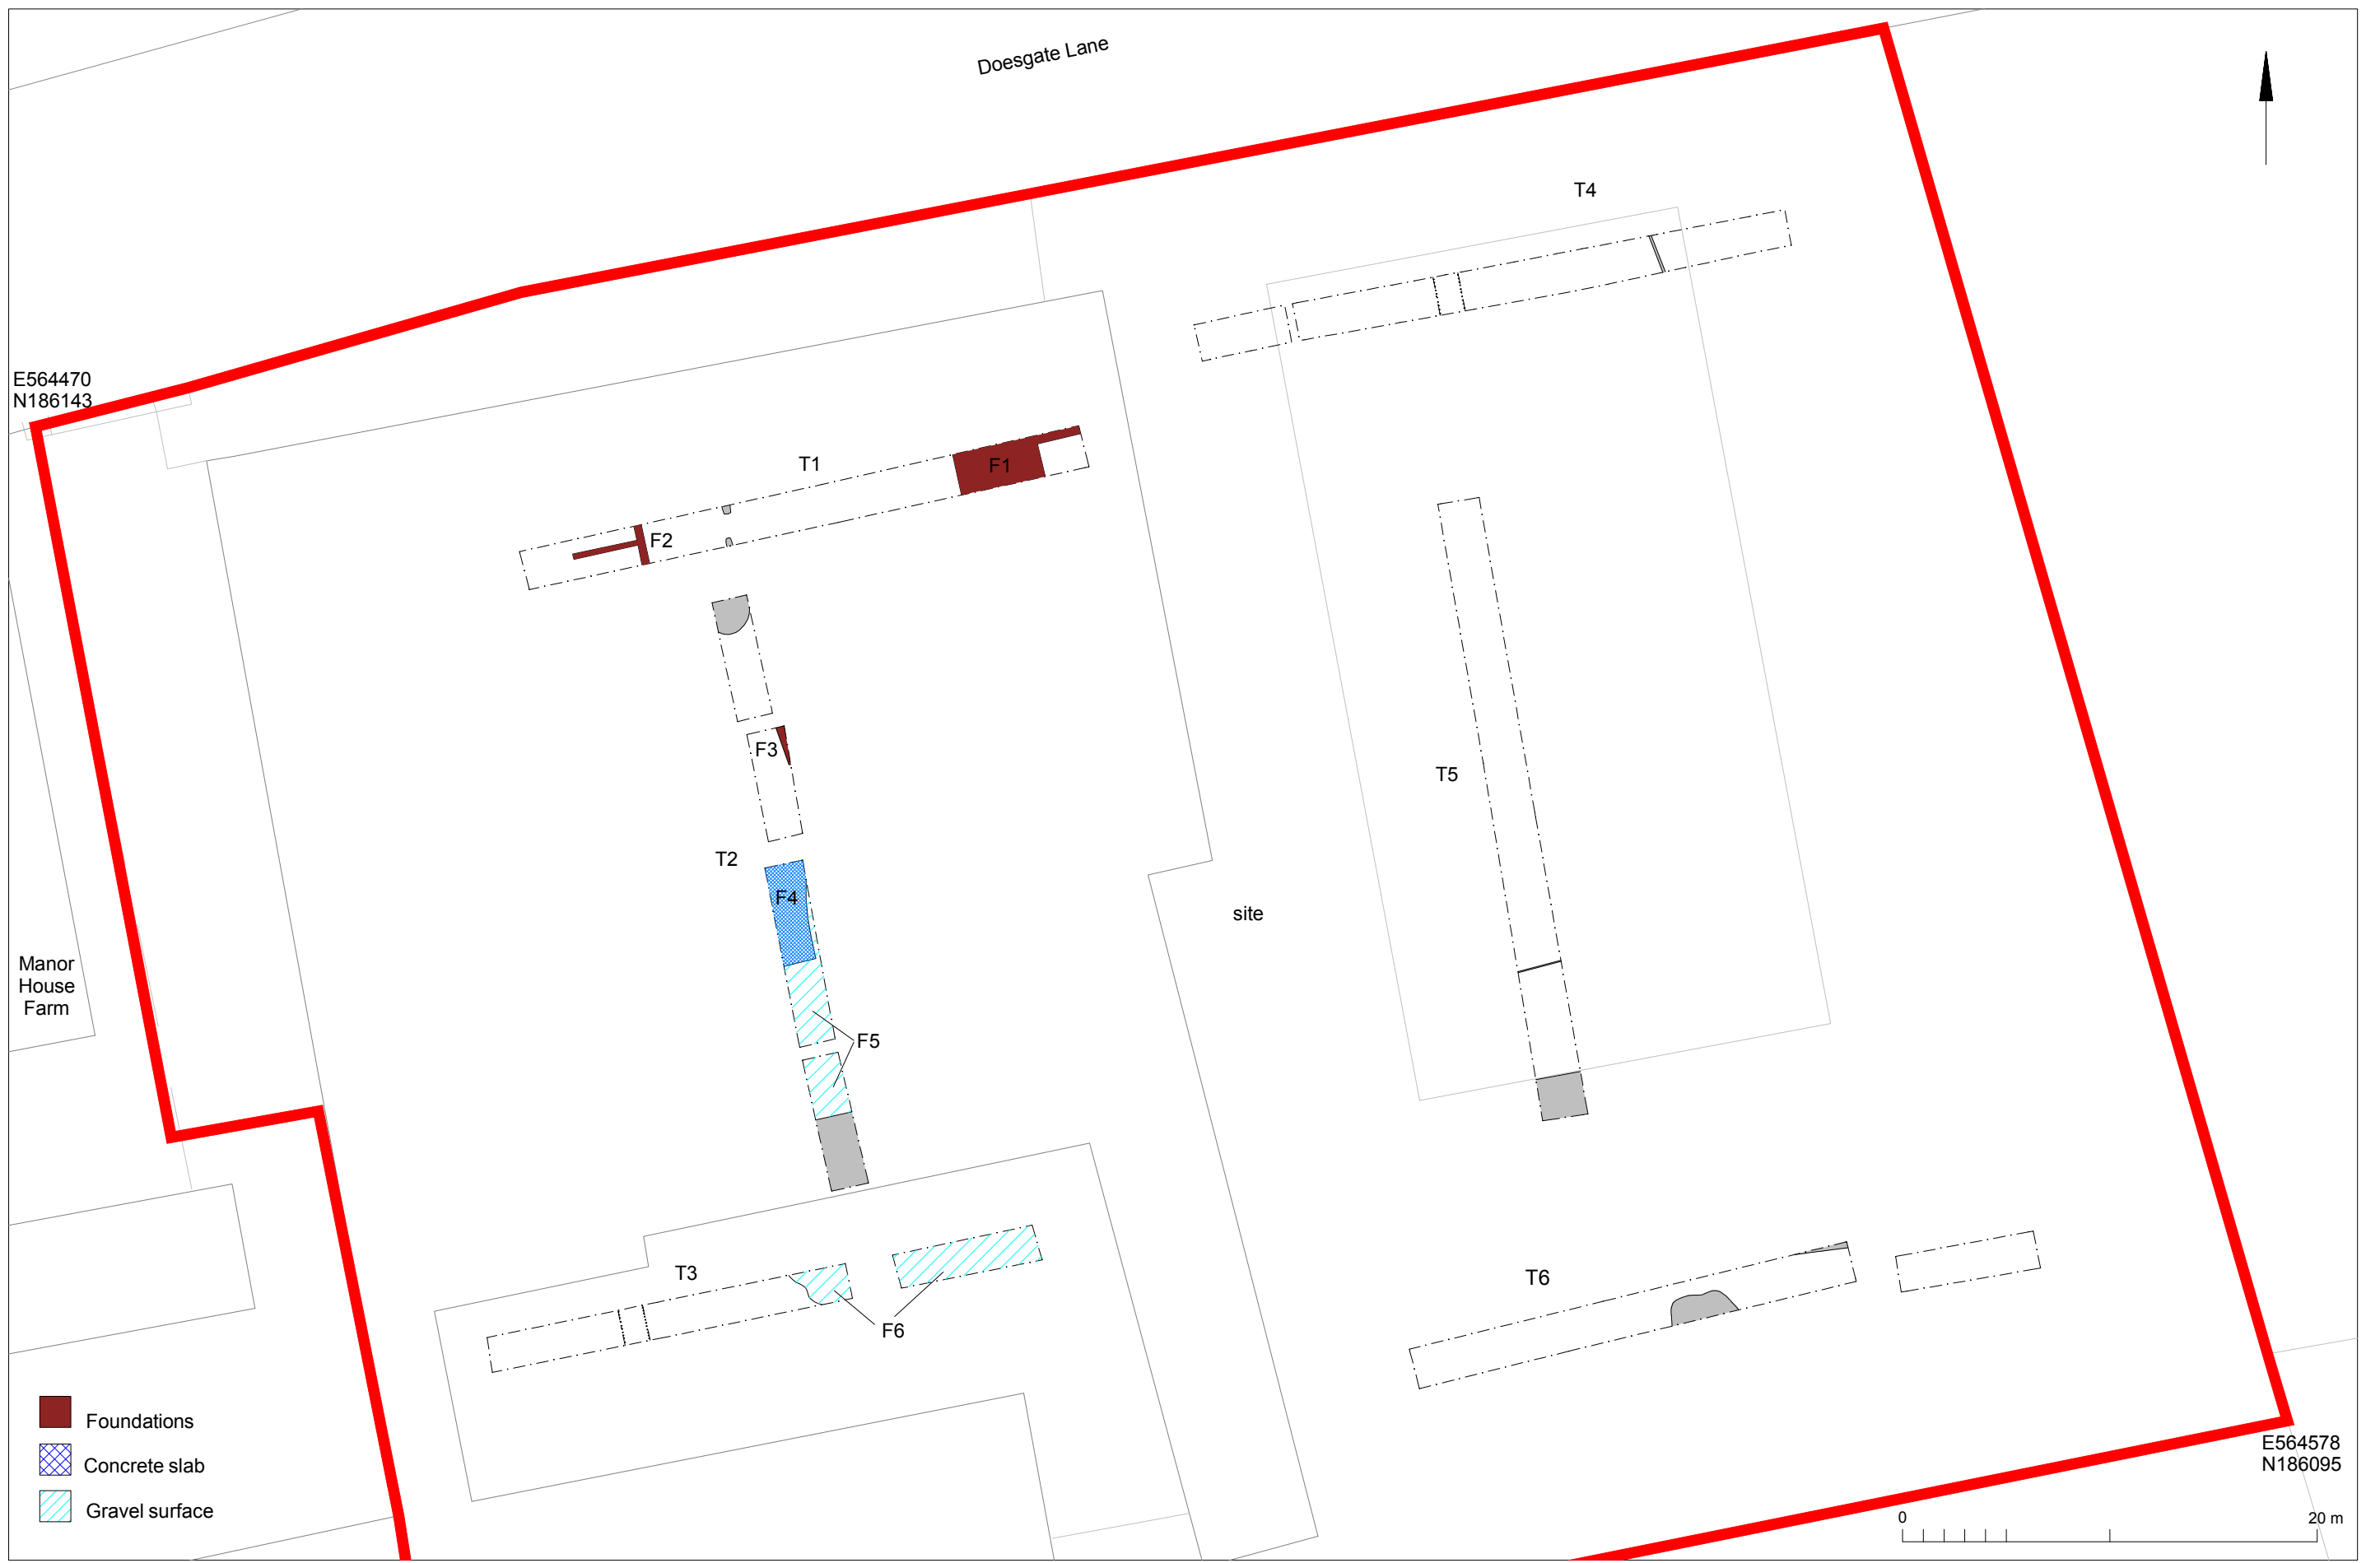 Doesgate Lane
T4
E564470
N186143
T1
F1
F2
F3
T5
T2
F4
site
Manor
House
Farm
F5
T3
T6
F6
Foundations
Concrete slab
Gravel surface
E564578
N186095
0 20 m